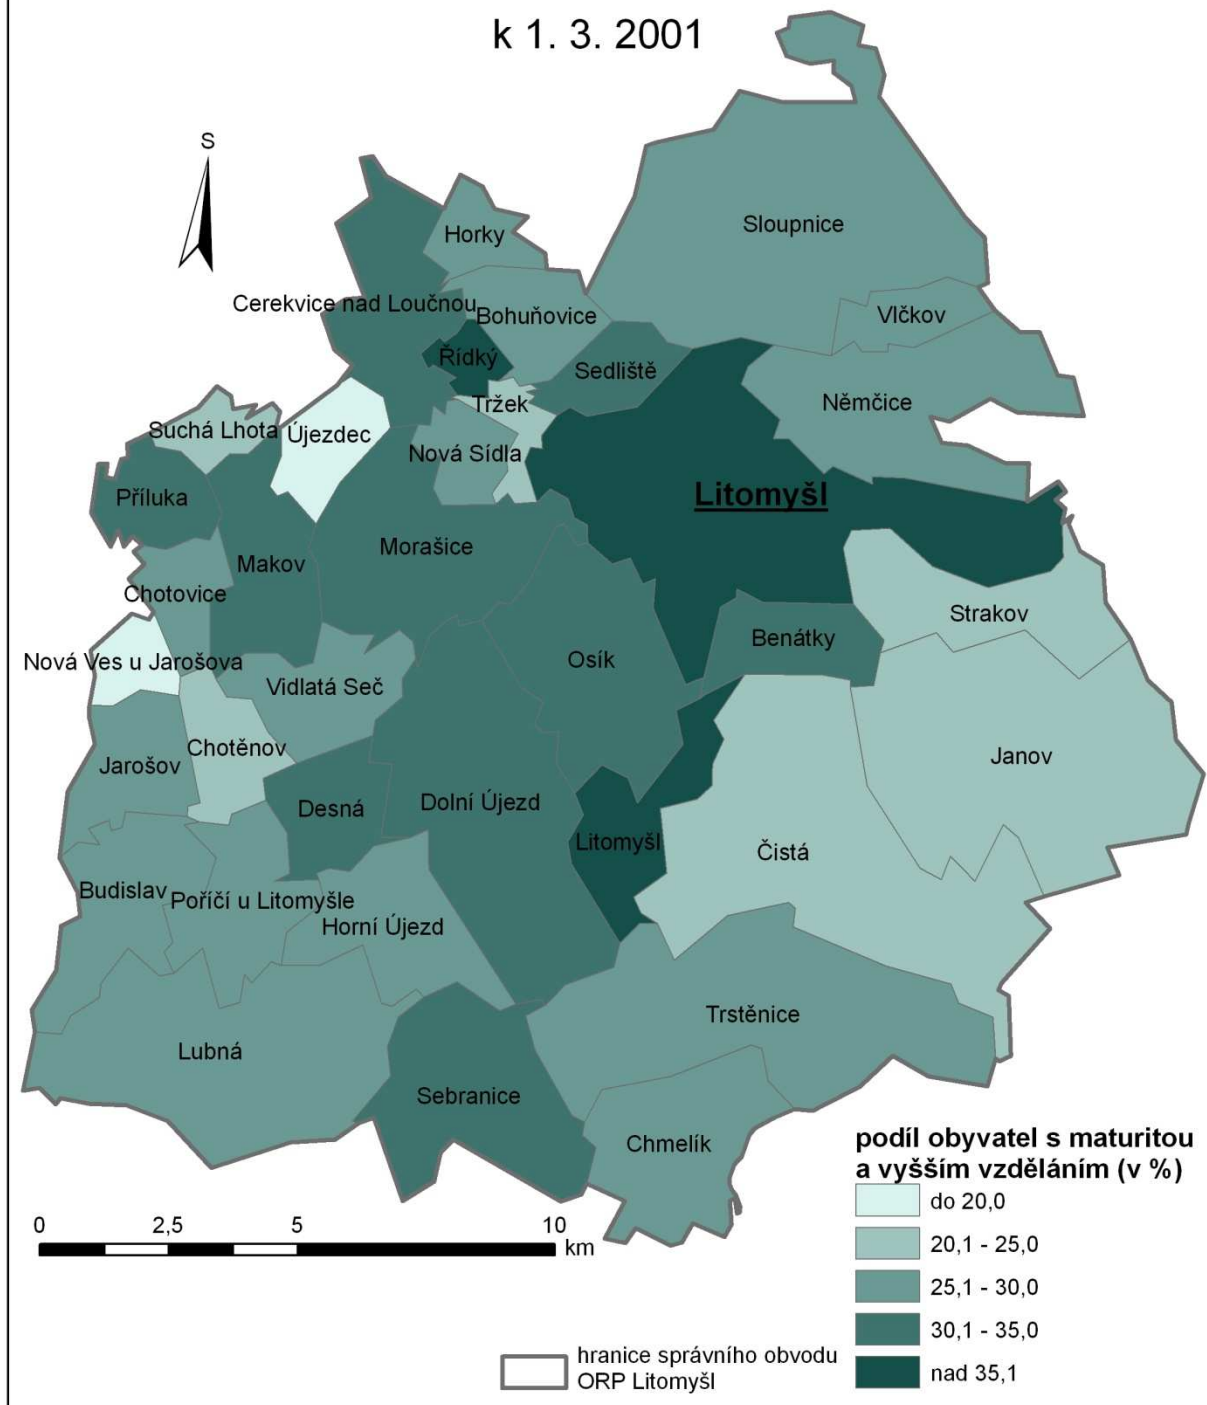 k 1. 3. 2001
S
Sloupnice
Horky
Cerekvice nad Loučnou
Bohuňovice
Vlčkov
Řídký
Sedliště
Tržek
Němčice
Suchá Lhota
Újezdec
Nová Sídla
Příluka
Litomyšl
Morašice
Makov
Chotovice
Strakov
Benátky
Nová Ves u Jarošova
Osík
Vidlatá Seč
Chotěnov
Jarošov
Janov
Desná
Dolní Újezd
Litomyšl
Čistá
Budislav
Poříčí u Litomyšle
Horní Újezd
Trstěnice
Lubná
Sebranice
Chmelík
podíl obyvatel s maturitou
a vyšším vzděláním (v %)
do 20,0
20,1 - 25,0
25,1 - 30,0
30,1 - 35,0
nad 35,1
0 2,5 5 10
km
hranice správního obvodu
ORP Litomyšl